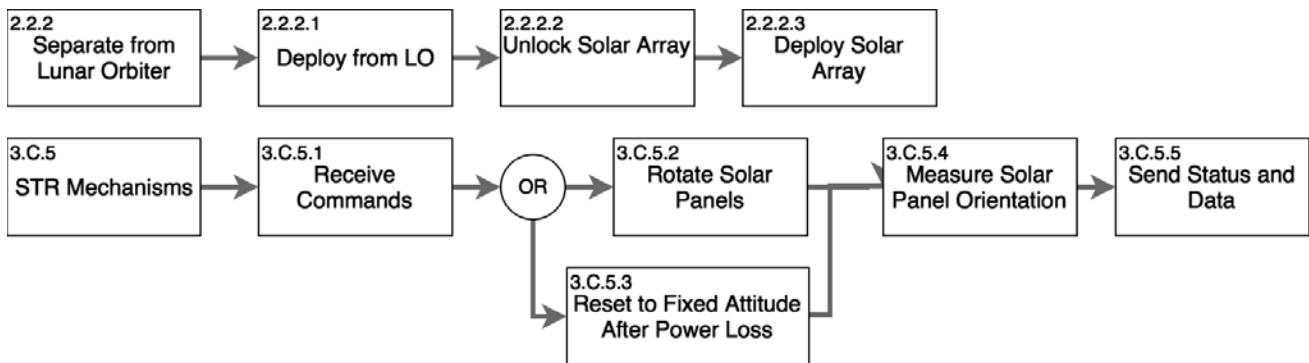 2.2.2
Separate from
Lunar Orbiter
2.2.2.1
Deploy from LO
2.2.2.2
Unlock Solar Array
2.2.2.3
Deploy Solar
Array
3.C.5
STR Mechanisms
3.C.5.1
Receive
Commands
OR
3.C.5.2
Rotate Solar
Panels
3.C.5.4
Measure Solar
Panel Orientation
3.C.5.5
Send Status and
Data
3.C.5.3
Reset to Fixed Attitude
After Power Loss